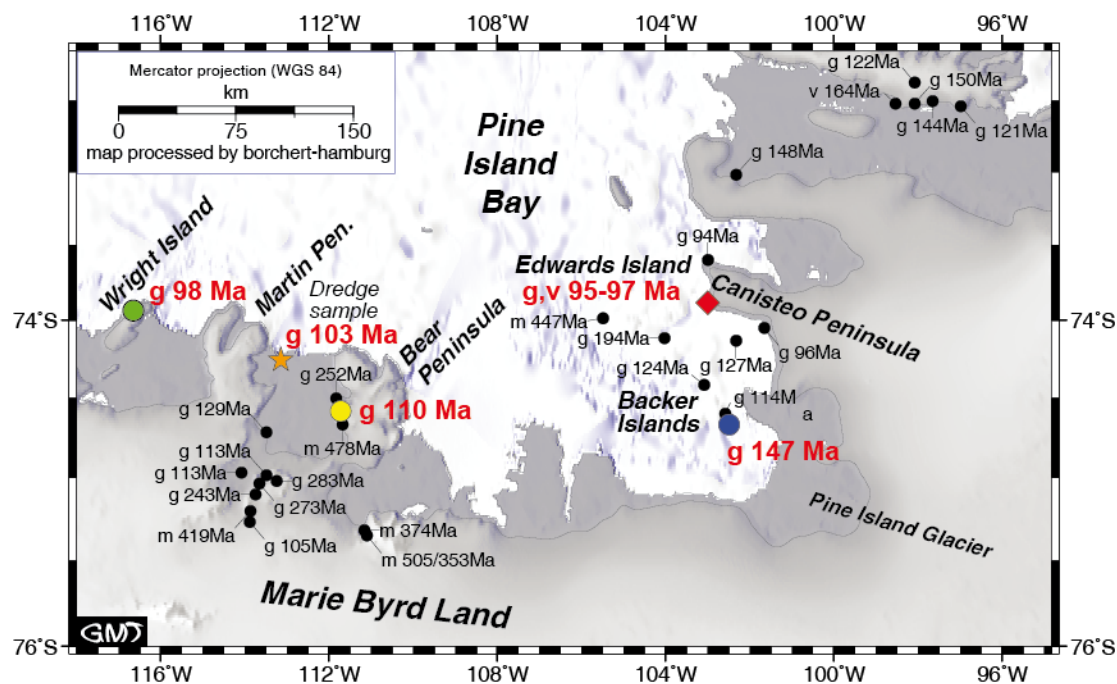 116˚W 112˚W 108˚W 104˚W 100˚W 96˚W
Mercator projection (WGS 84)
km
0 75 150
map processed by borchert-hamburg
Pine
Island
Bay
g 122Ma
g 150Ma
v 164Ma
g 144Ma
g 121Ma
g 148Ma
Wright Island
g 98 Ma
Martin Pen.
Dredge
sample
g 103 Ma
Bear
Peninsula
g 252Ma
g 110 Ma
m 478Ma
g 129Ma
g 113Ma
g 113Ma
g 283Ma
g 243Ma
g 273Ma
m 419Ma
g 105Ma
m 374Ma
m 505/353Ma
g 94Ma
Edwards Island
g,v 95-97 Ma
Canisteo Peninsula
m 447Ma
g 194Ma
g 96Ma
g 127Ma
g 124Ma
Backer
Islands
g 114M
a
g 147 Ma
Pine Island Glacier
Marie Byrd Land
74˚S
74˚S
76˚S
76˚S
GMT
116˚W 112˚W 108˚W 104˚W 100˚W 96˚W